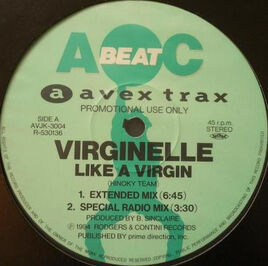 A BEAT C
a avex trax
PROMOTIONAL USE ONLY
SIDE A
AVJK-3004
R-530136
45 r.p.m.
STEREO
VIRGINELLE
LIKE A VIRGIN
(HINOKY TEAM)
1. EXTENDED MIX (6:45)
2. SPECIAL RADIO MIX (3:30)
PRODUCED BY B. SINCLAIRE
℗ 1994 RODGERS & CONTINI RECORDS
PUBLISHED BY prime direction, inc.